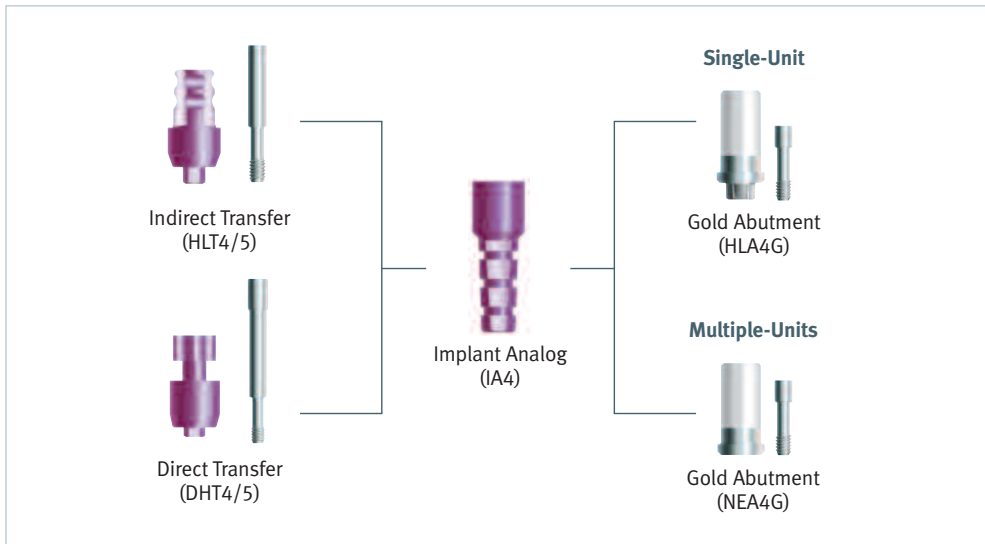 Indirect Transfer
(HLT4/5)
Direct Transfer
(DHT4/5)
Implant Analog
(IA4)
Single-Unit
Gold Abutment
(HLA4G)
Multiple-Units
Gold Abutment
(NEA4G)